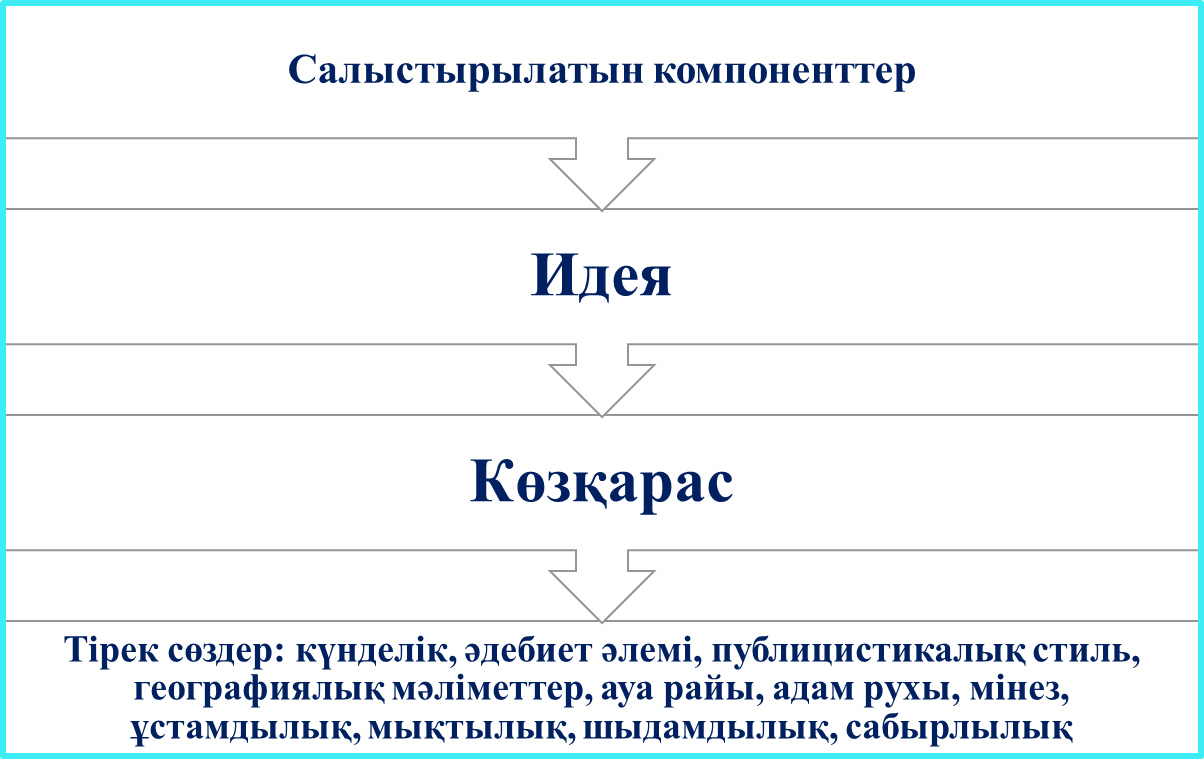 Салыстырылатын компоненттер
Идея
Көзқарас
Тірек сөздер: күнделік, әдебиет әлемі, публицистикалық стиль,
географиялық мәліметтер, ауа райы, адам рухы, мінез,
ұстамдылық, мықтылық, шыдамдылық, сабырлылық